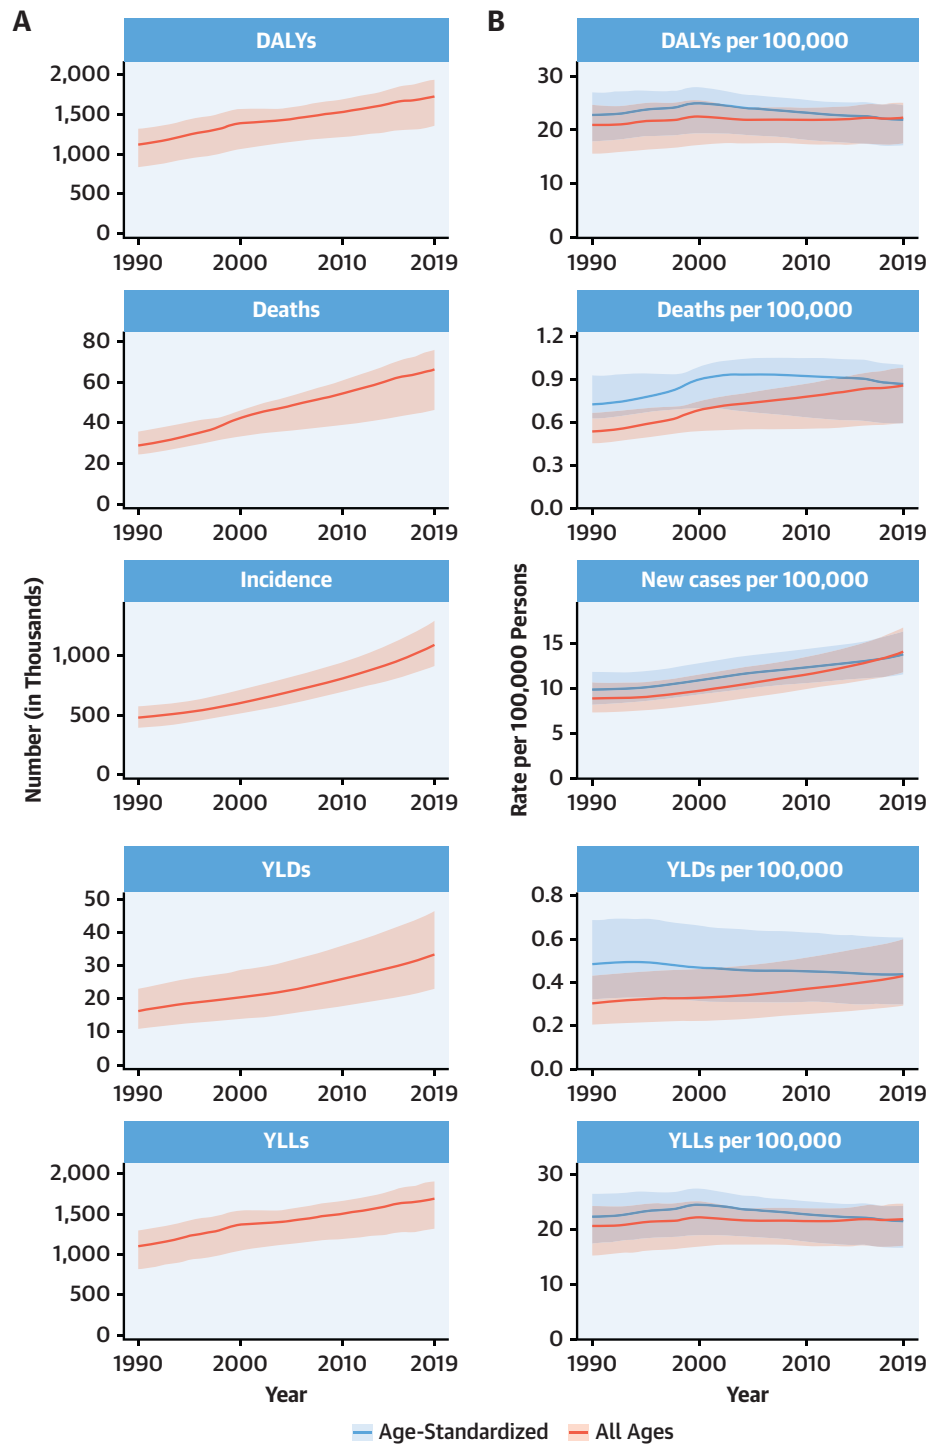 A
B
DALYs
2,000
1,500
1,000
500
0
1990 2000 2010 2019
DALYs per 100,000
30
20
10
0
1990 2000 2010 2019
Deaths
80
60
40
20
0
1990 2000 2010 2019
Deaths per 100,000
1.2
0.9
0.6
0.3
0.0
1990 2000 2010 2019
Number (in Thousands)
Incidence
1,000
500
0
1990 2000 2010 2019
Rate per 100,000 Persons
New cases per 100,000
15
10
5
0
1990 2000 2010 2019
YLDs
50
40
30
20
10
0
1990 2000 2010 2019
YLDs per 100,000
0.8
0.6
0.4
0.2
0.0
1990 2000 2010 2019
YLLs
2,000
1,500
1,000
500
0
1990 2000 2010 2019
Year
YLLs per 100,000
30
20
10
0
1990 2000 2010 2019
Year
Age-Standardized All Ages